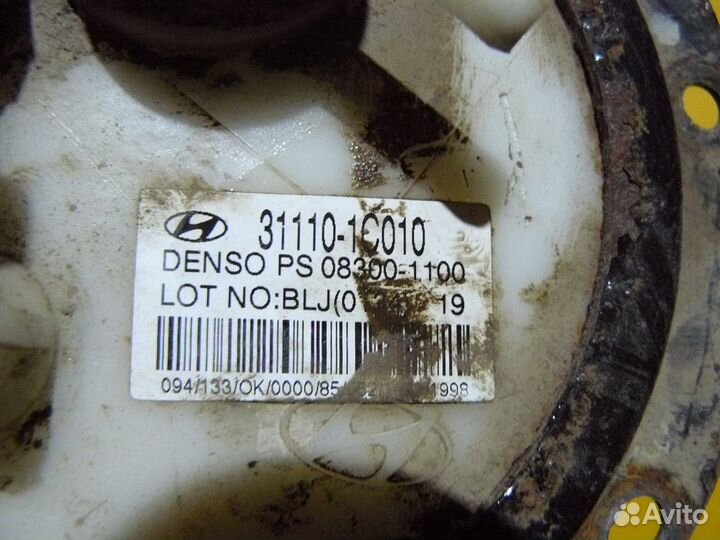 31110-1C010
DENSO PS 08300-1100
LOT NO:BLJ(0 19
094/133/OK/0000/85/ 1998
Avito